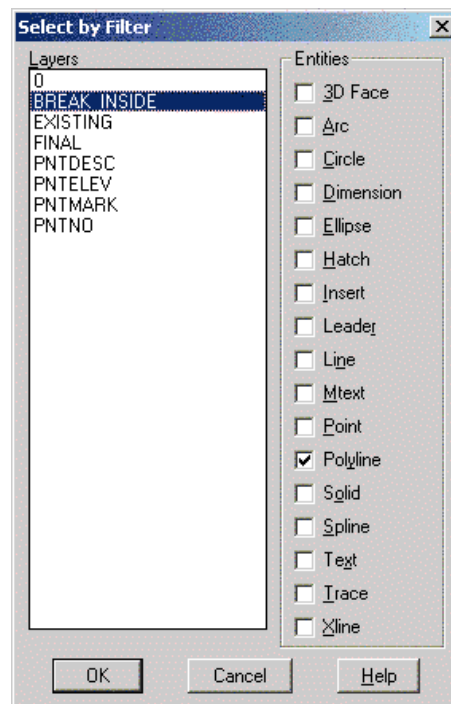 Select by Filter
Layers
0
BREAK_INSIDE
EXISTING
FINAL
PNTDESC
PNTELEV
PNTMARK
PNTNO
Entities
3D Face
Arc
Circle
Dimension
Ellipse
Hatch
Insert
Leader
Line
Mtext
Point
Polyline
Solid
Spline
Text
Trace
Xline
OK
Cancel
Help